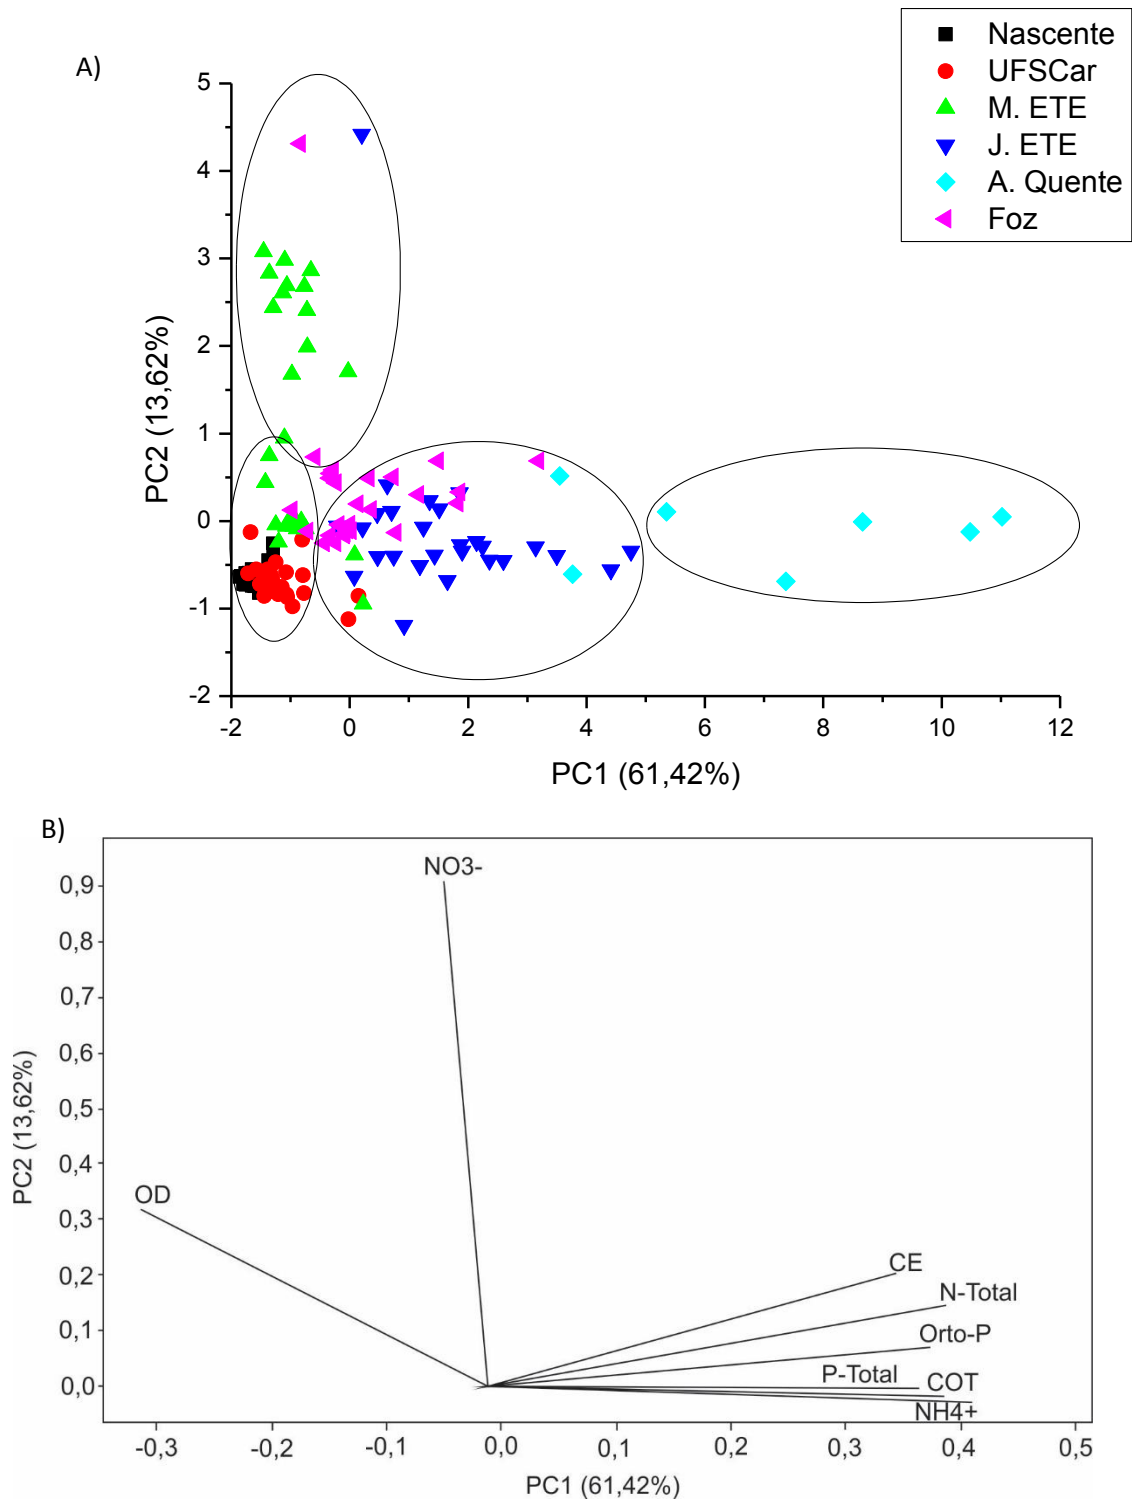 A)
Nascente
UFSCar
M. ETE
J. ETE
A. Quente
Foz
5
4
3
2
1
0
-1
-2
PC2 (13,62%)
-2 0 2 4 6 8 10 12
PC1 (61,42%)
B)
NO3-
OD
CE
N-Total
Orto-P
P-Total
COT
NH4+
0,9
0,8
0,7
0,6
0,5
0,4
0,3
0,2
0,1
0,0
PC2 (13,62%)
-0,3 -0,2 -0,1 0,0 0,1 0,2 0,3 0,4 0,5
PC1 (61,42%)